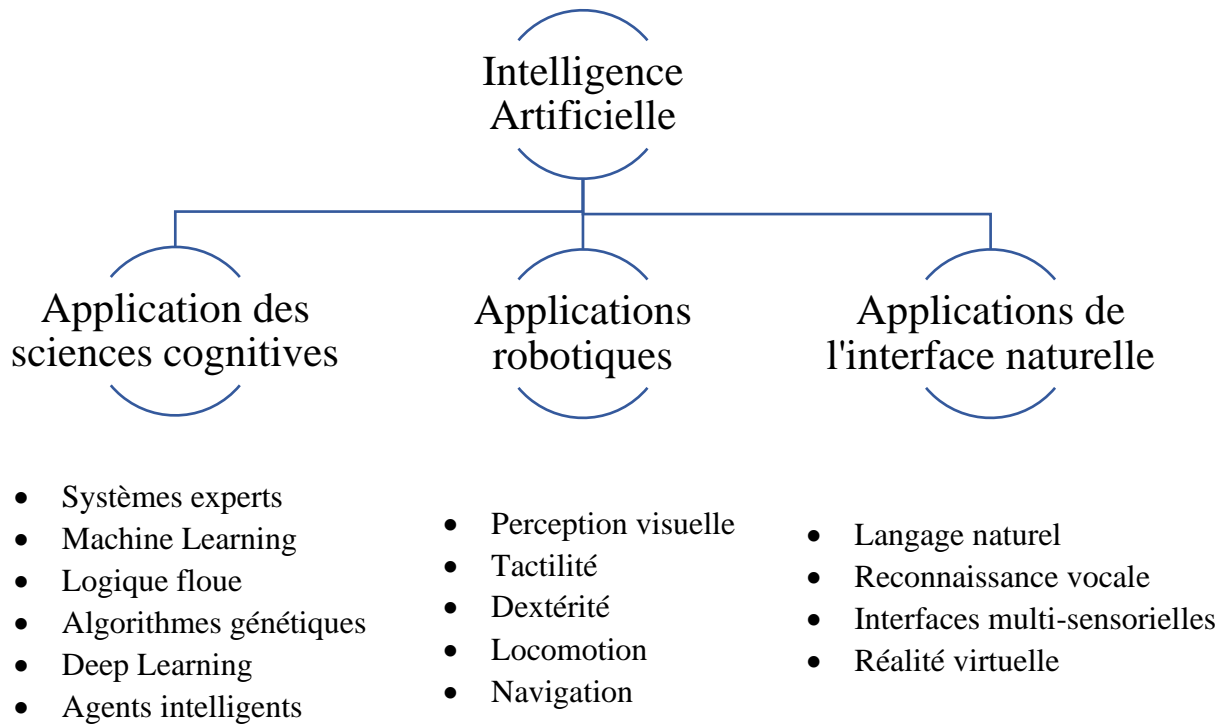 Intelligence
Artificielle
Application des
sciences cognitives
Applications
robotiques
Applications de
l'interface naturelle
• Systèmes experts
• Machine Learning
• Logique floue
• Algorithmes génétiques
• Deep Learning
• Agents intelligents
• Perception visuelle
• Tactilité
• Dextérité
• Locomotion
• Navigation
• Langage naturel
• Reconnaissance vocale
• Interfaces multi-sensorielles
• Réalité virtuelle